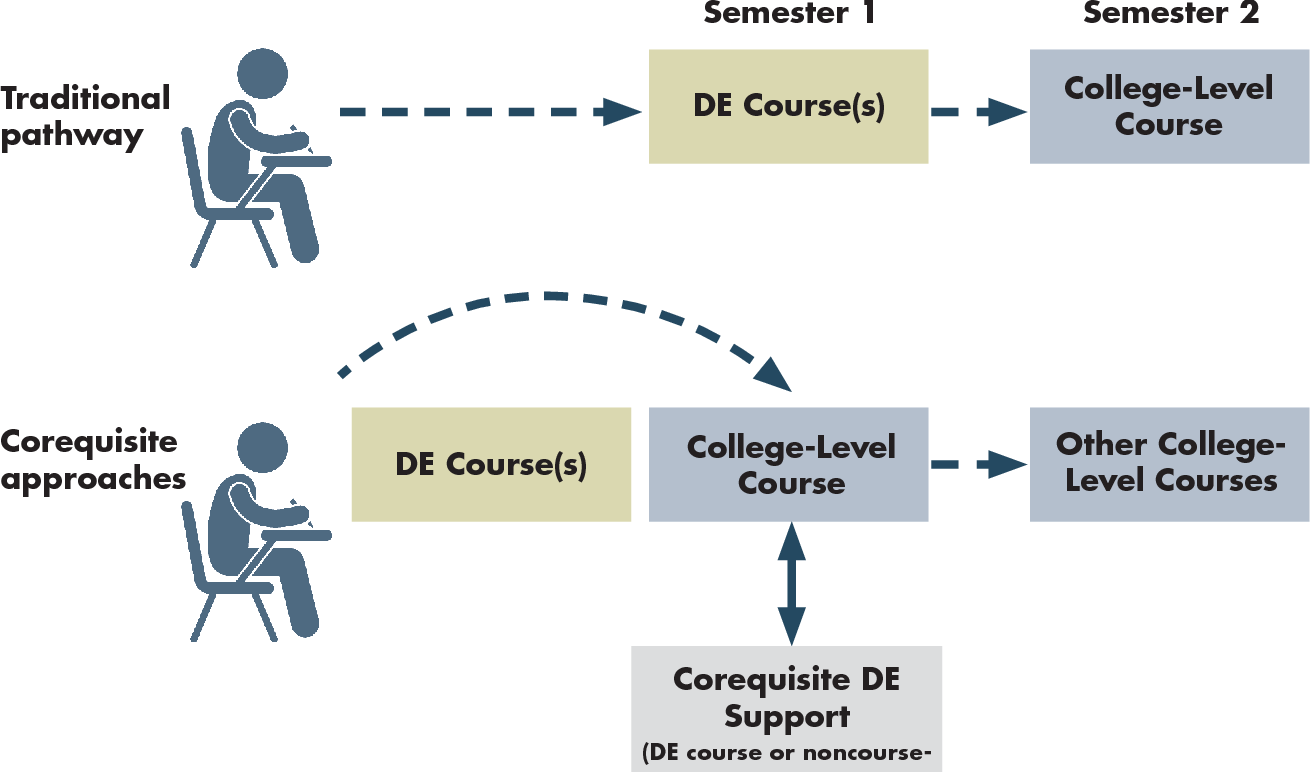 Semester 1
Semester 2
Traditional
pathway
DE Course(s)
College-Level
Course
Corequisite
approaches
DE Course(s)
College-Level
Course
Other College-
Level Courses
Corequisite DE
Support
(DE course or noncourse-